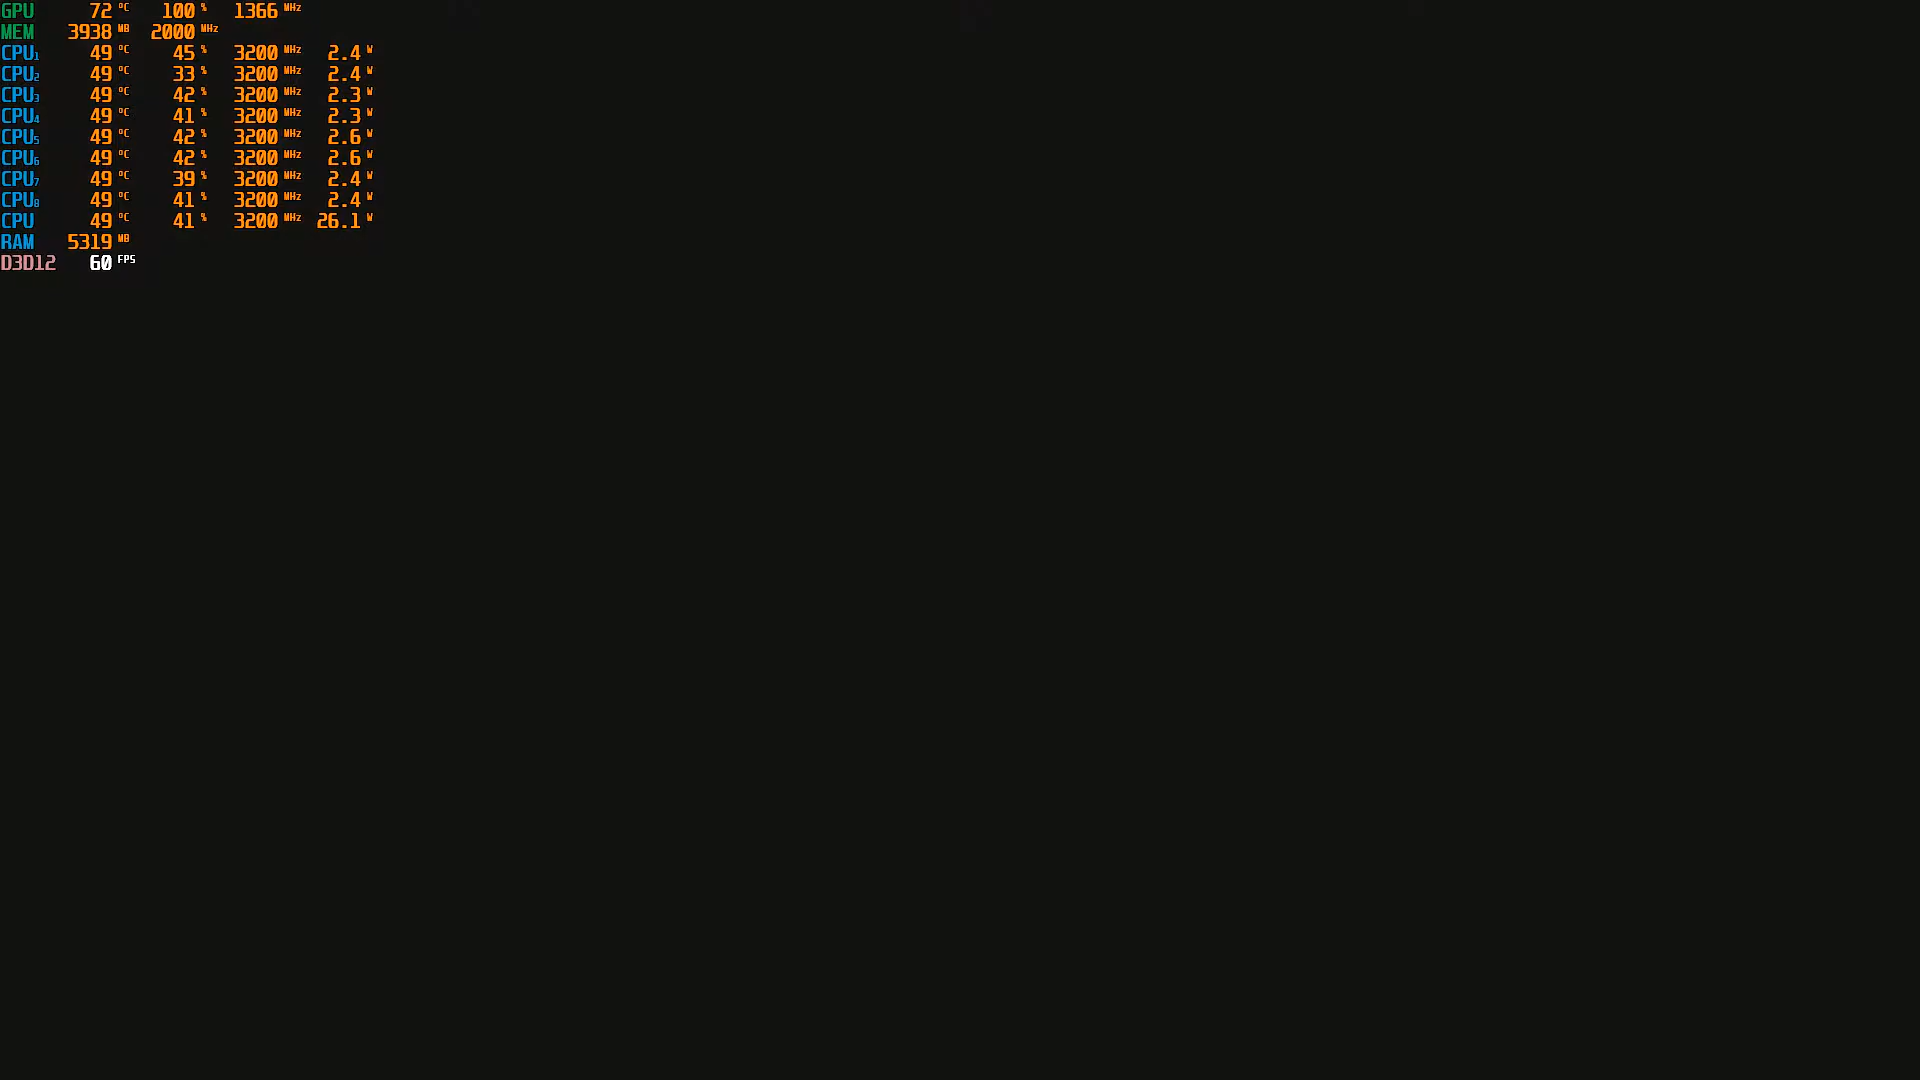 GPU 72 °C 100 % 1366 MHz
MEM 3938 MB 2000 MHz
CPU1 49 °C 45 % 3200 MHz 2.4 W
CPU2 49 °C 33 % 3200 MHz 2.4 W
CPU3 49 °C 42 % 3200 MHz 2.3 W
CPU4 49 °C 41 % 3200 MHz 2.3 W
CPU5 49 °C 42 % 3200 MHz 2.6 W
CPU6 49 °C 42 % 3200 MHz 2.6 W
CPU7 49 °C 39 % 3200 MHz 2.4 W
CPU8 49 °C 41 % 3200 MHz 2.4 W
CPU 49 °C 41 % 3200 MHz 26.1 W
RAM 5319 MB
D3D12 60 FPS